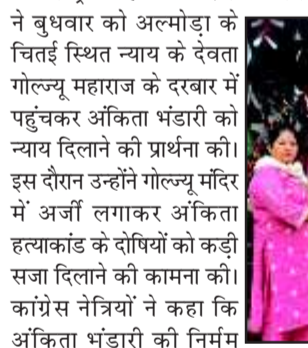 ने बुधवार को अल्मोड़ा के
चितई स्थित न्याय के देवता
गोल्ज्यू महाराज के दरबार में
पहुंचकर अंकिता भंडारी को
न्याय दिलाने की प्रार्थना की।
इस दौरान उन्होंने गोल्ज्यू मंदिर
में अर्जी लगाकर अंकिता
हत्याकांड के दोषियों को कड़ी
सजा दिलाने की कामना की।
कांग्रेस नेत्रियों ने कहा कि
अंकिता भंडारी की निर्मम